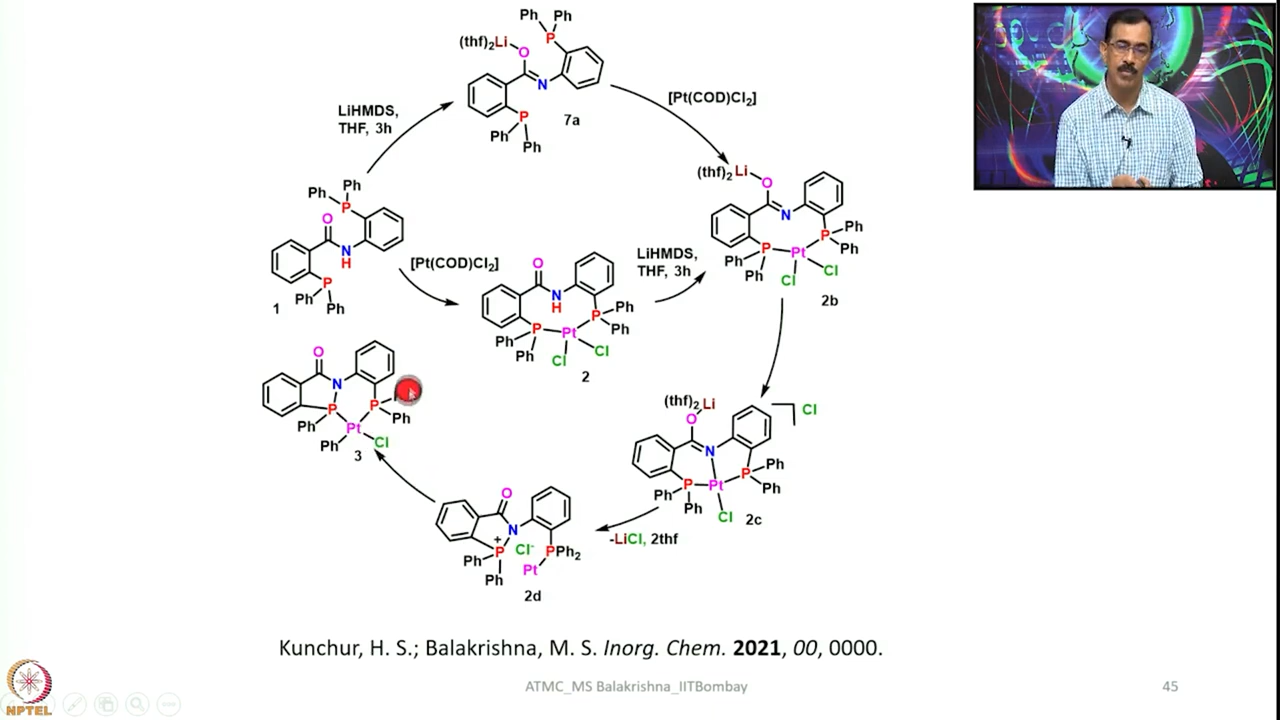 Ph Ph
(thf)2Li O P
N
P
Ph Ph
7a
LiHMDS,
THF, 3h
[Pt(COD)Cl2]
Ph Ph
O P
N
H
P
Ph Ph
1
[Pt(COD)Cl2]
O
N
H
Ph P Pt P Ph
Ph Ph
Cl Cl
2
LiHMDS,
THF, 3h
(thf)2Li
O
N
Ph P Pt P Ph
Ph Ph
Cl Cl
2b
O
N
P P
Ph Ph
Pt
Ph Cl
3
(thf)2Li
O Cl
N
P Pt P Ph
Ph Ph Ph
Cl
2c
-LiCl, 2thf
O
N
+
P Cl- PPh2
Ph Pt
Ph
2d
Kunchur, H. S.; Balakrishna, M. S. Inorg. Chem. 2021, 00, 0000.
ATMC_MS Balakrishna_IITBombay
45
NPTEL